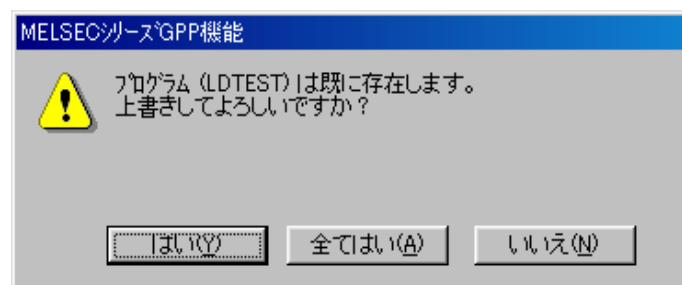 MELSECｼﾘｰｽﾞGPP機能
ﾌﾟﾛｸﾞﾗﾑ (LDTEST) は既に存在します。
上書きしてよろしいですか？
はい(Y)
全てはい(A)
いいえ(N)